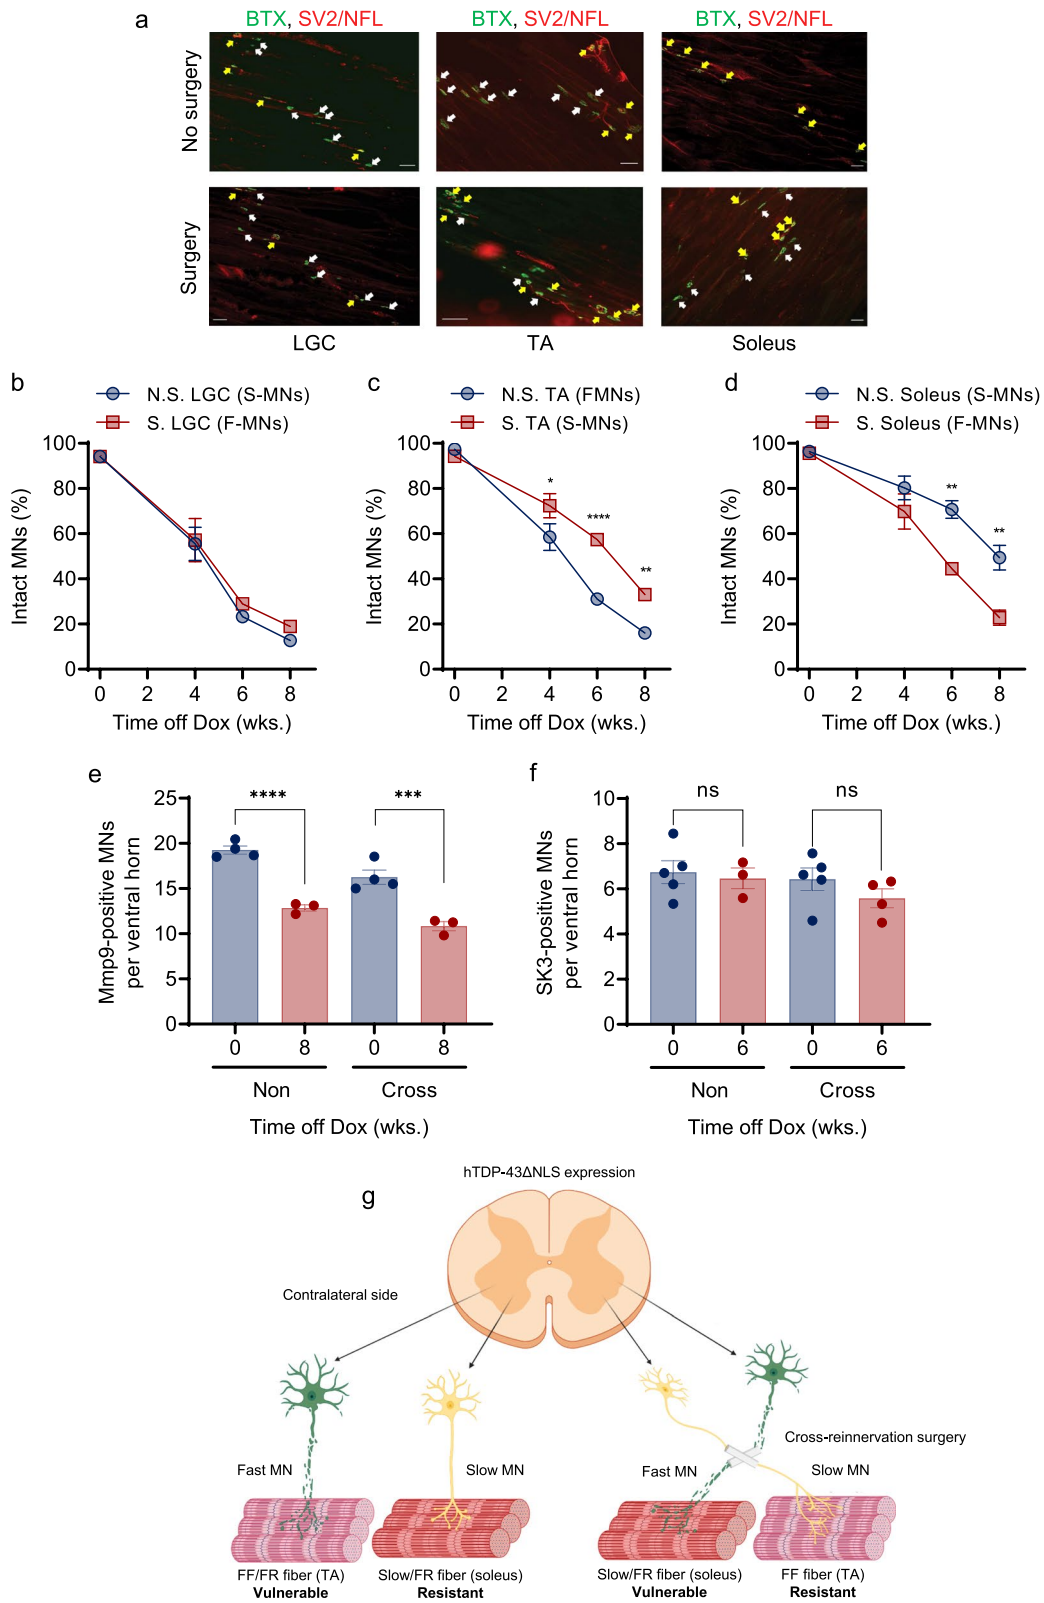 a
BTX, SV2/NFL
BTX, SV2/NFL
BTX, SV2/NFL
No surgery
Surgery
LGC
TA
Soleus
b
N.S. LGC (S-MNs)
S. LGC (F-MNs)
Intact MNs (%)
100
80
60
40
20
0
0 2 4 6 8
Time off Dox (wks.)
c
N.S. TA (FMNs)
S. TA (S-MNs)
Intact MNs (%)
100
80
60
40
20
0
*
****
**
0 2 4 6 8
Time off Dox (wks.)
d
N.S. Soleus (S-MNs)
S. Soleus (F-MNs)
Intact MNs (%)
100
80
60
40
20
0
**
**
0 2 4 6 8
Time off Dox (wks.)
e
Mmp9-positive MNs
per ventral horn
25
20
15
10
5
0
****
***
0 8 0 8
Non Cross
Time off Dox (wks.)
f
SK3-positive MNs
per ventral horn
10
8
6
4
2
0
ns
ns
0 6 0 6
Non Cross
Time off Dox (wks.)
g
hTDP-43ΔNLS expression
Contralateral side
Cross-reinnervation surgery
Fast MN
Slow MN
Fast MN
Slow MN
FF/FR fiber (TA)
Vulnerable
Slow/FR fiber (soleus)
Resistant
Slow/FR fiber (soleus)
Vulnerable
FF fiber (TA)
Resistant